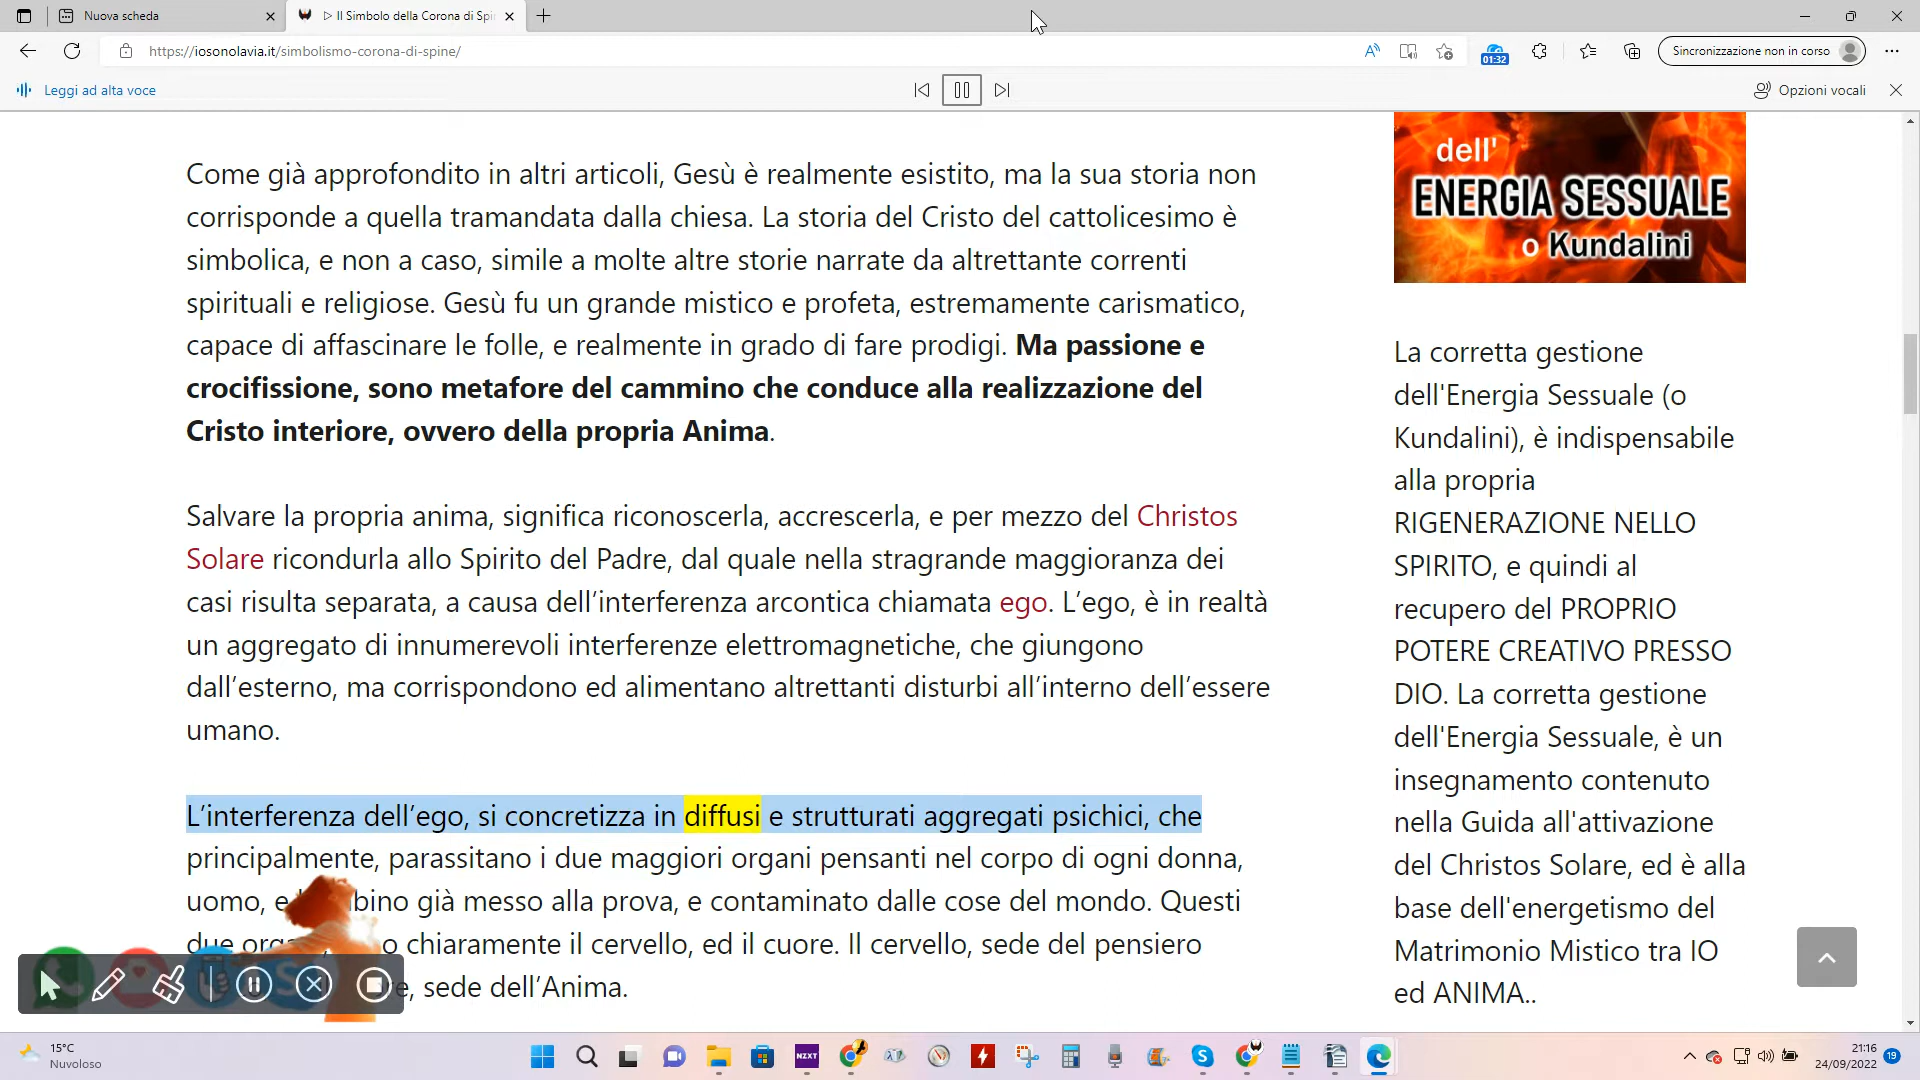 Nuova scheda
Il Simbolo della Corona di Spi
https://iosonolavia.it/simbolismo-corona-di-spine/
01:32
Sincronizzazione non in corso
Leggi ad alta voce
Opzioni vocali
Come già approfondito in altri articoli, Gesù è realmente esistito, ma la sua storia non
corrisponde a quella tramandata dalla chiesa. La storia del Cristo del cattolicesimo è
simbolica, e non a caso, simile a molte altre storie narrate da altrettante correnti
spirituali e religiose. Gesù fu un grande mistico e profeta, estremamente carismatico,
capace di affascinare le folle, e realmente in grado di fare prodigi. Ma passione e
crocifissione, sono metafore del cammino che conduce alla realizzazione del
Cristo interiore, ovvero della propria Anima.
Salvare la propria anima, significa riconoscerla, accrescerla, e per mezzo del Christos
Solare ricondurla allo Spirito del Padre, dal quale nella stragrande maggioranza dei
casi risulta separata, a causa dell’interferenza arcontica chiamata ego. L’ego, è in realtà
un aggregato di innumerevoli interferenze elettromagnetiche, che giungono
dall’esterno, ma corrispondono ed alimentano altrettanti disturbi all’interno dell’essere
umano.
L’interferenza dell’ego, si concretizza in diffusi e strutturati aggregati psichici, che
principalmente, parassitano i due maggiori organi pensanti nel corpo di ogni donna,
uomo, e bino già messo alla prova, e contaminato dalle cose del mondo. Questi
due chiaramente il cervello, ed il cuore. Il cervello, sede del pensiero
, sede dell’Anima.
dell'
ENERGIA SESSUALE
o Kundalini
La corretta gestione
dell'Energia Sessuale (o
Kundalini), è indispensabile
alla propria
RIGENERAZIONE NELLO
SPIRITO, e quindi al
recupero del PROPRIO
POTERE CREATIVO PRESSO
DIO. La corretta gestione
dell'Energia Sessuale, è un
insegnamento contenuto
nella Guida all'attivazione
del Christos Solare, ed è alla
base dell'energetismo del
Matrimonio Mistico tra IO
ed ANIMA..
15°C
Nuvoloso
NZXT
21:16
24/09/2022
19